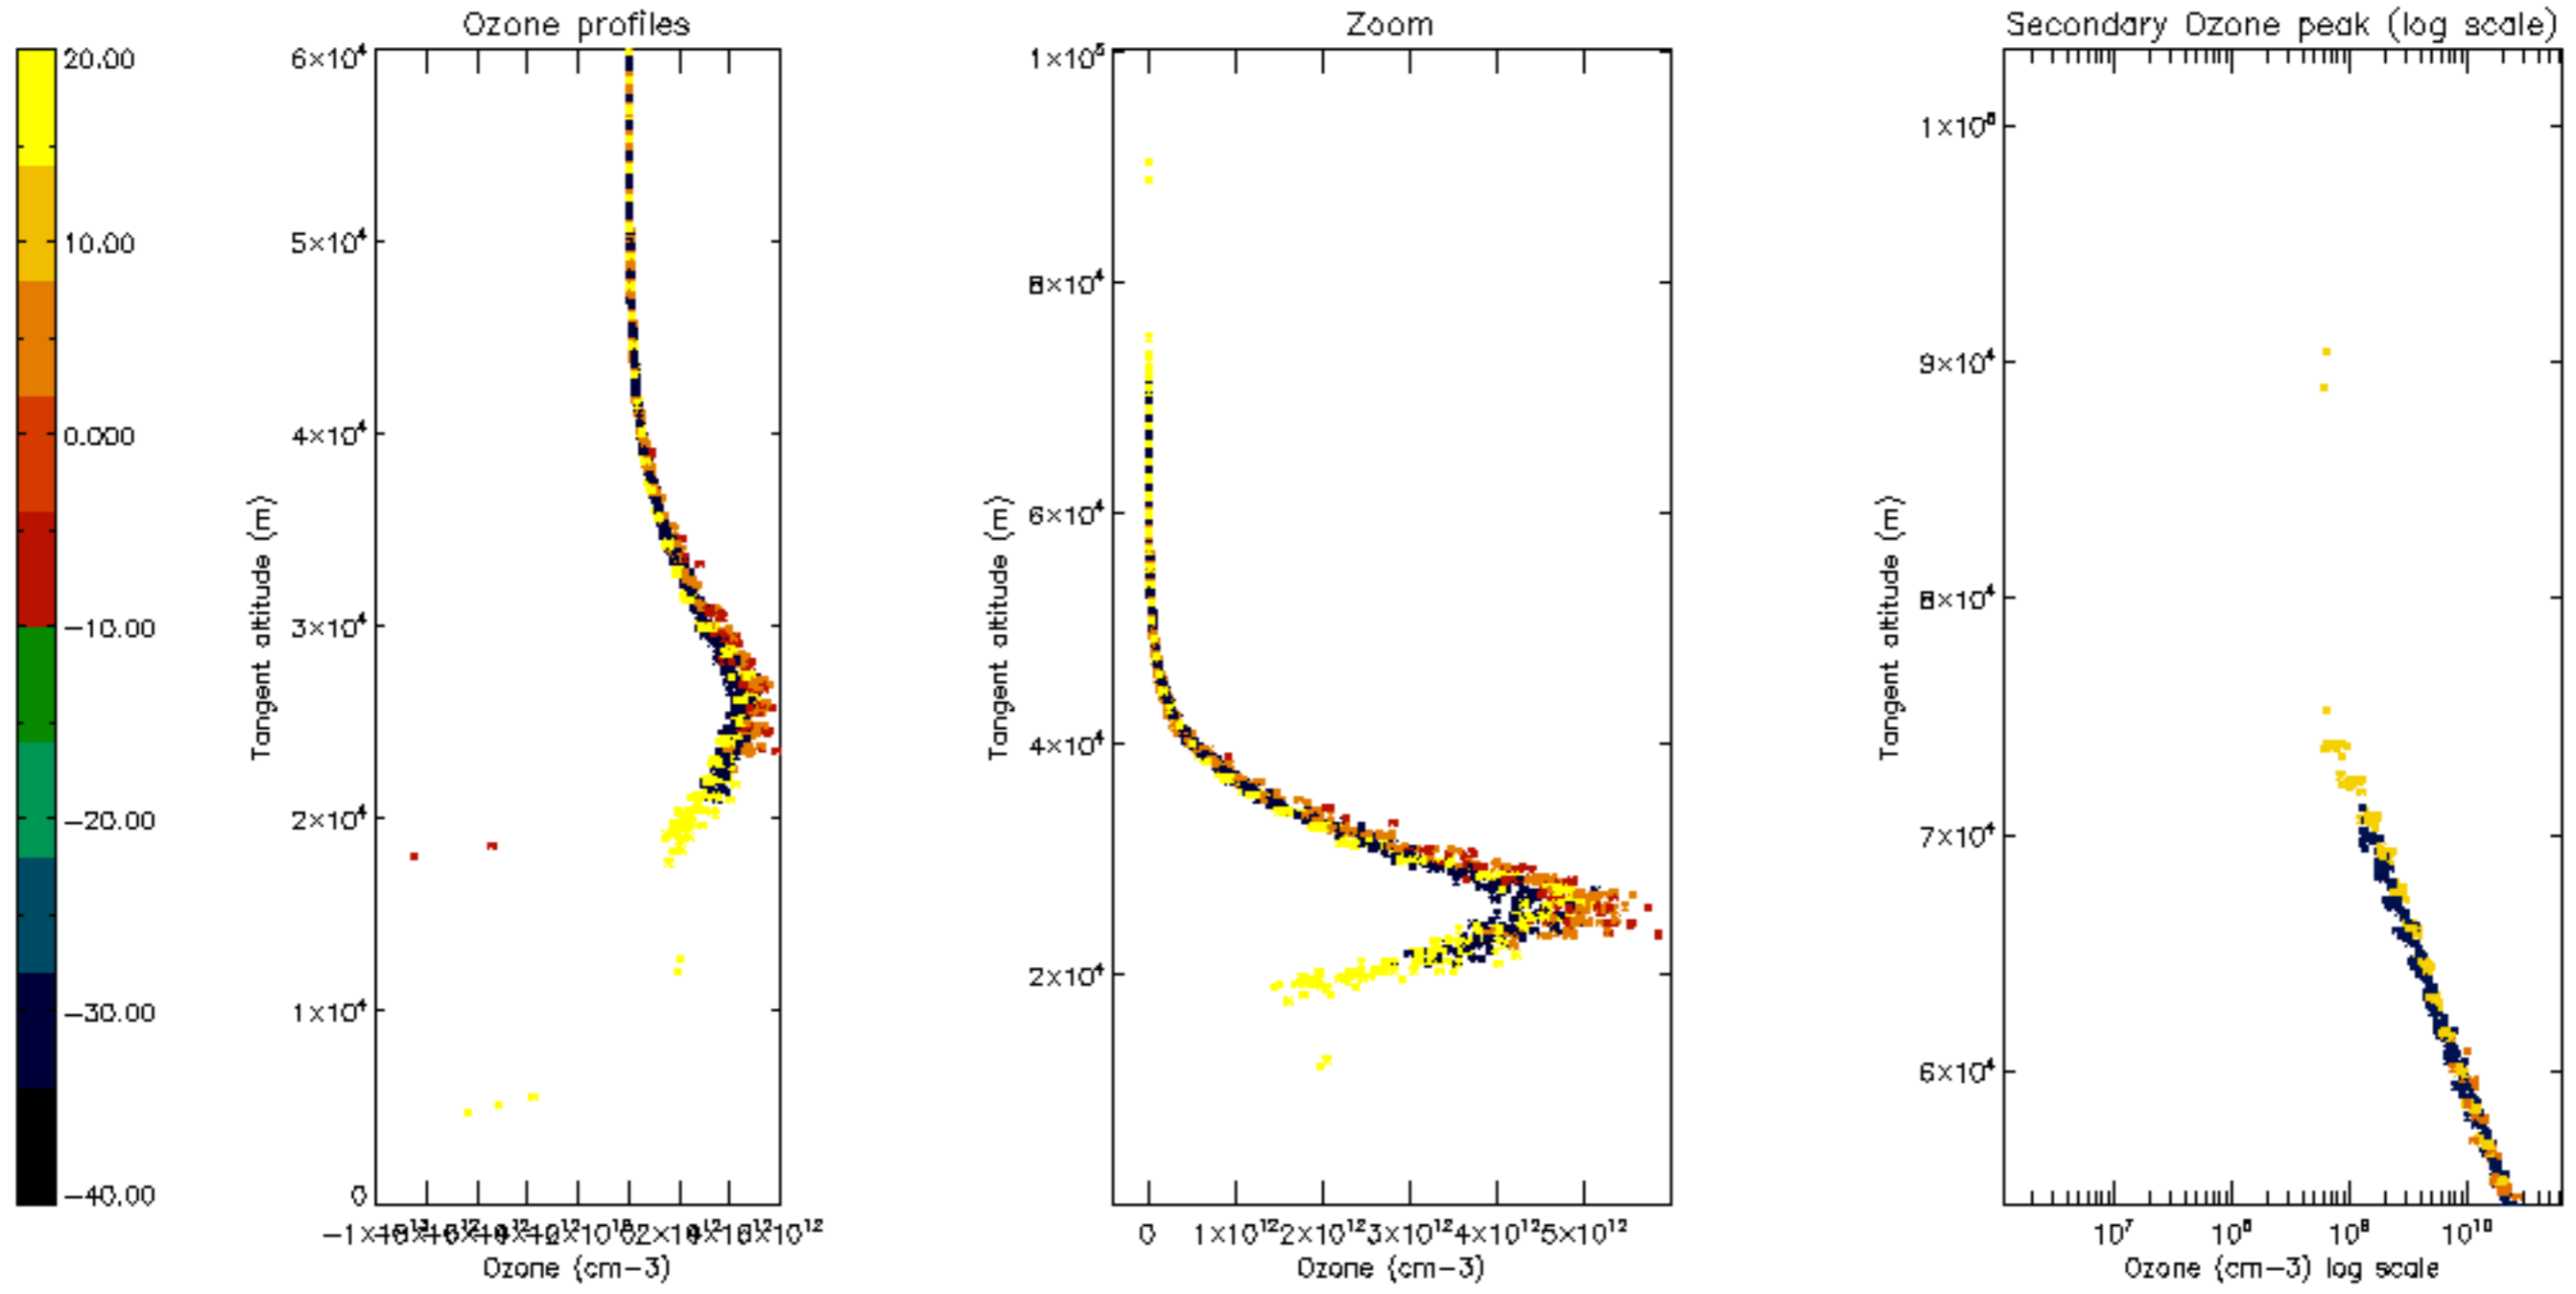 Ozone profiles
Zoom
Secondary Ozone peak (log scale)
20.00
10.00
0.000
−10.00
−20.00
−30.00
−40.00
Tangent altitude (m)
6×10⁴
5×10⁴
4×10⁴
3×10⁴
2×10⁴
1×10⁴
0
Ozone (cm−3)
Tangent altitude (m)
1×10⁵
8×10⁴
6×10⁴
4×10⁴
2×10⁴
0 1×10¹² 2×10¹² 3×10¹² 4×10¹² 5×10¹²
Ozone (cm−3)
Tangent altitude (m)
1×10⁵
9×10⁴
8×10⁴
7×10⁴
6×10⁴
10⁷ 10⁸ 10⁹ 10¹⁰
Ozone (cm−3) log scale